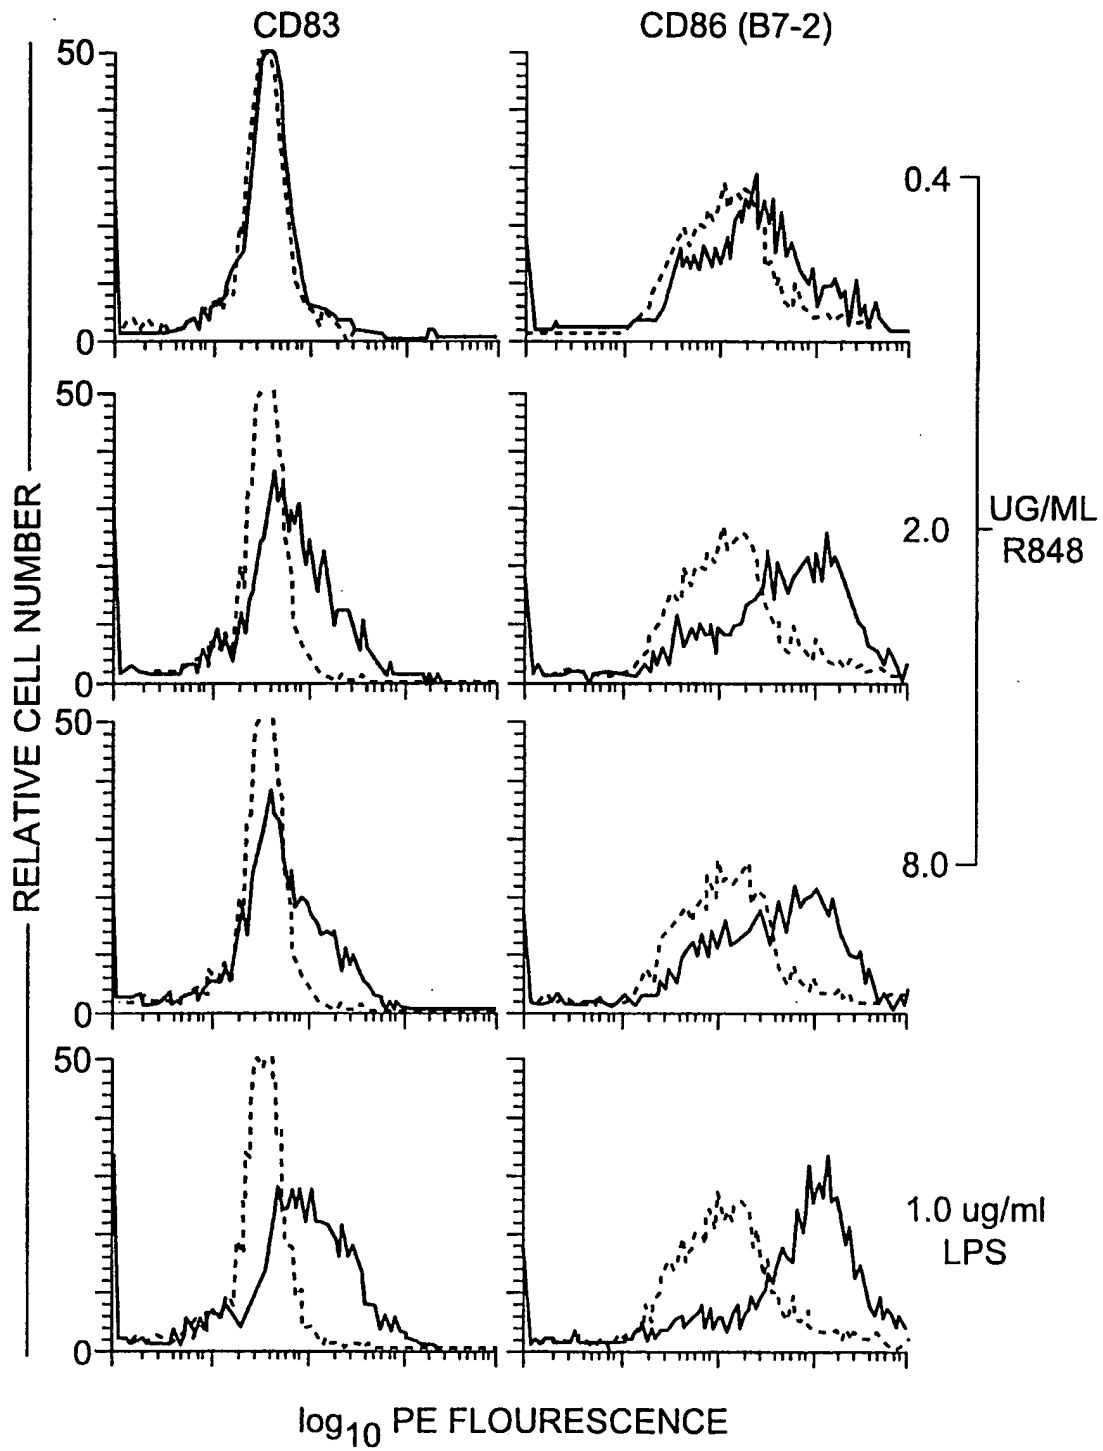 CD83
CD86 (B7-2)
50
0
0.4
50
0
2.0
UG/ML
R848
50
0
8.0
50
0
1.0 ug/ml
LPS
RELATIVE CELL NUMBER
log10 PE FLOURESCENCE